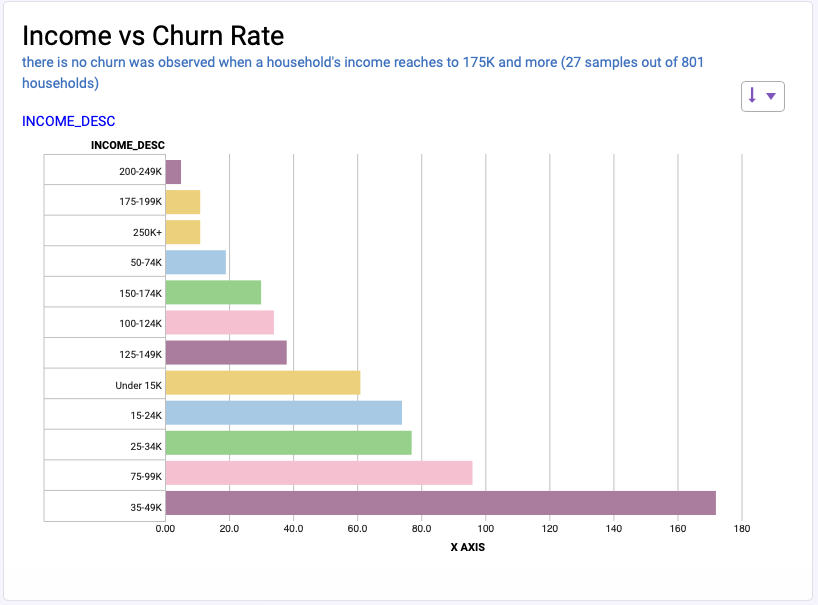 Income vs Churn Rate
there is no churn was observed when a household's income reaches to 175K and more (27 samples out of 801
households)
INCOME_DESC
INCOME_DESC
200-249K
175-199K
250K+
50-74K
150-174K
100-124K
125-149K
Under 15K
15-24K
25-34K
75-99K
35-49K
0.00 20.0 40.0 60.0 80.0 100 120 140 160 180
X AXIS